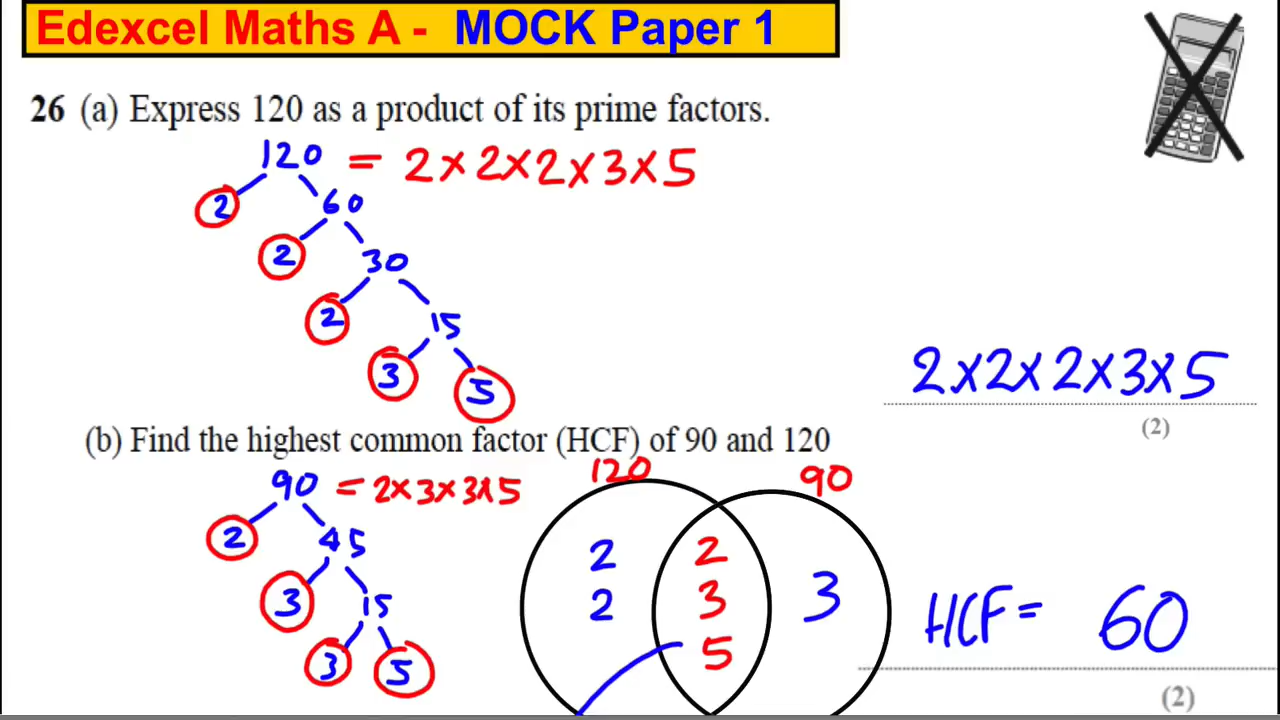 Edexcel Maths A - MOCK Paper 1
26 (a) Express 120 as a product of its prime factors.
120 = 2×2×2×3×5
2 60
2 30
2 15
3 5
2×2×2×3×5
(2)
(b) Find the highest common factor (HCF) of 90 and 120
90 = 2×3×3×5
2 45
3 15
3 5
120 90
2 2 3
2 3
5
HCF = 60
(2)